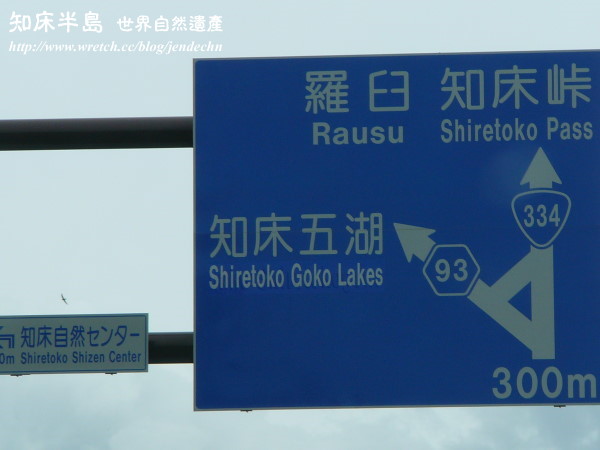 知床半島 世界自然遺產
http://www.wretch.cc/blog/jendechn
羅臼 知床峠
Rausu Shiretoko Pass
334
知床五湖
Shiretoko Goko Lakes
93
300m
知床自然センター
0m Shiretoko Shizen Center